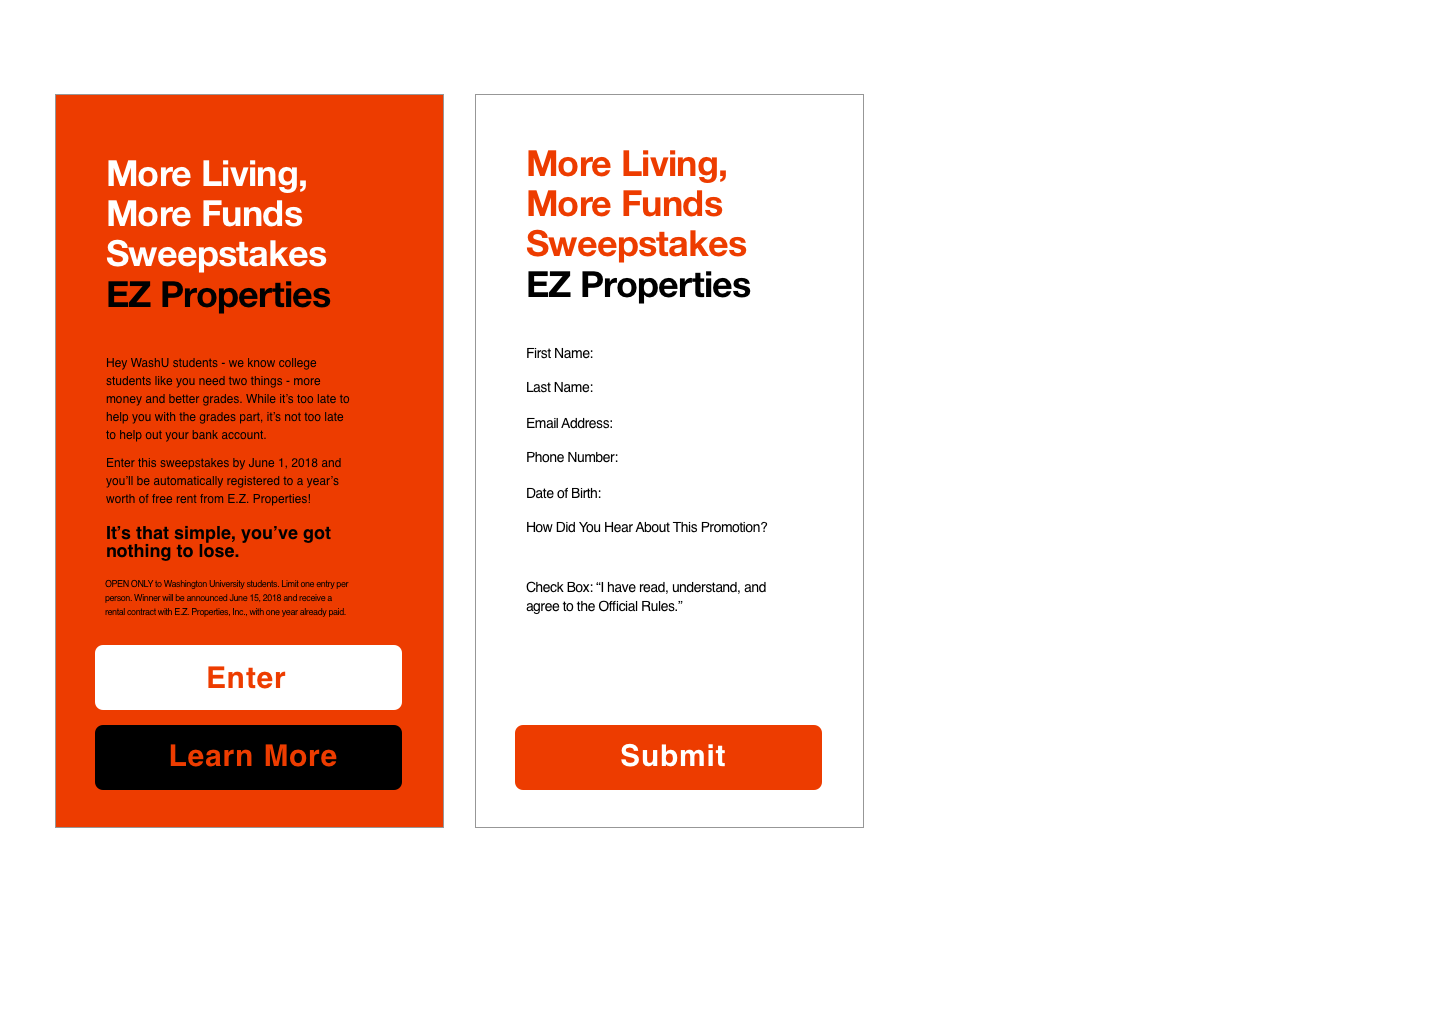 More Living,
More Funds
Sweepstakes
EZ Properties
Hey WashU students - we know college
students like you need two things - more
money and better grades. While it’s too late to
help you with the grades part, it’s not too late
to help out your bank account.
Enter this sweepstakes by June 1, 2018 and
you’ll be automatically registered to a year’s
worth of free rent from E.Z. Properties!
It’s that simple, you’ve got
nothing to lose.
OPEN ONLY to Washington University students. Limit one entry per
person. Winner will be announced June 15, 2018 and receive a
rental contract with E.Z. Properties, Inc., with one year already paid.
Enter
Learn More
More Living,
More Funds
Sweepstakes
EZ Properties
First Name:
Last Name:
Email Address:
Phone Number:
Date of Birth:
How Did You Hear About This Promotion?
Check Box: “I have read, understand, and
agree to the Official Rules.”
Submit